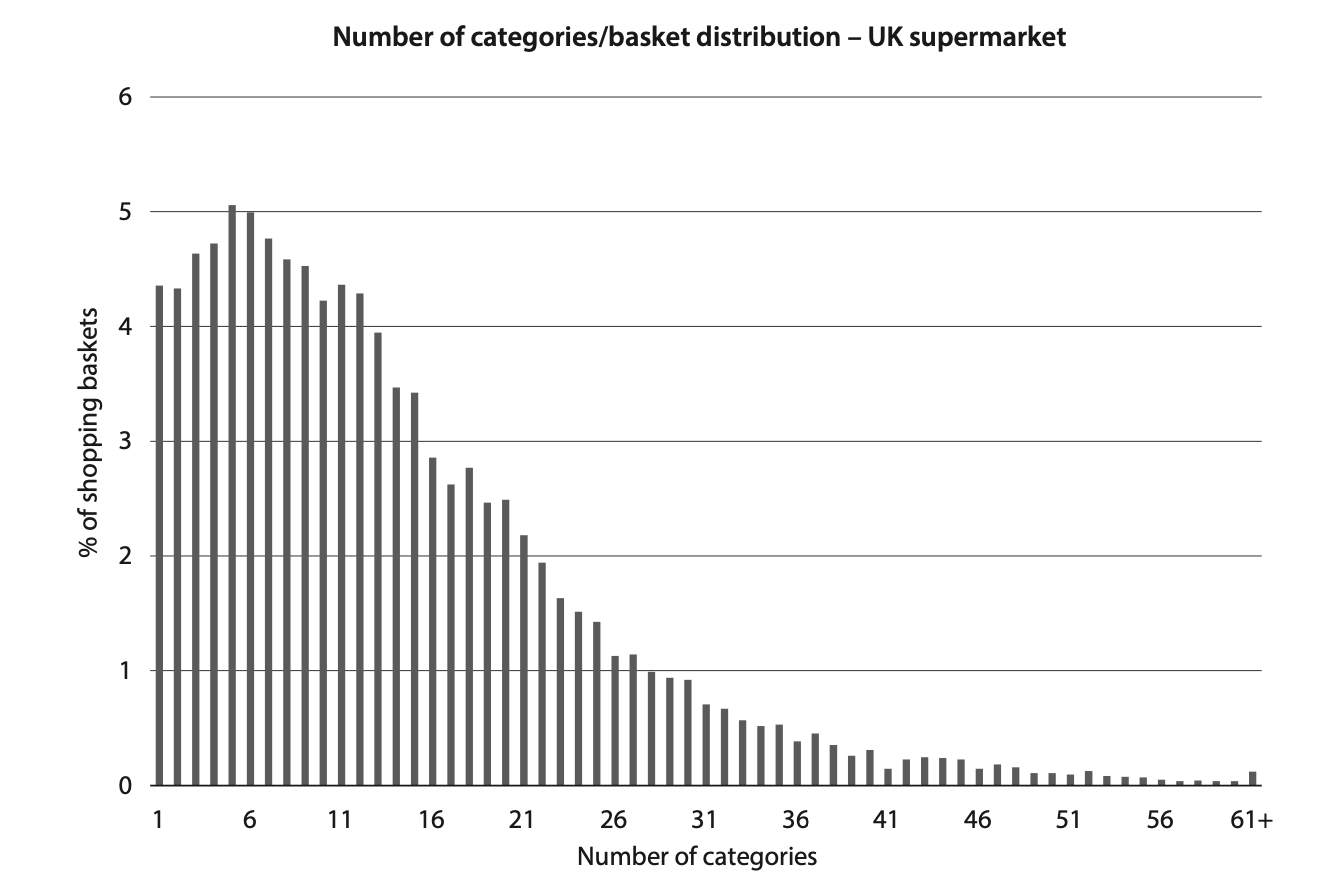 Number of categories/basket distribution – UK supermarket
6
5
4
3
2
1
0
% of shopping baskets
1 6 11 16 21 26 31 36 41 46 51 56 61+
Number of categories